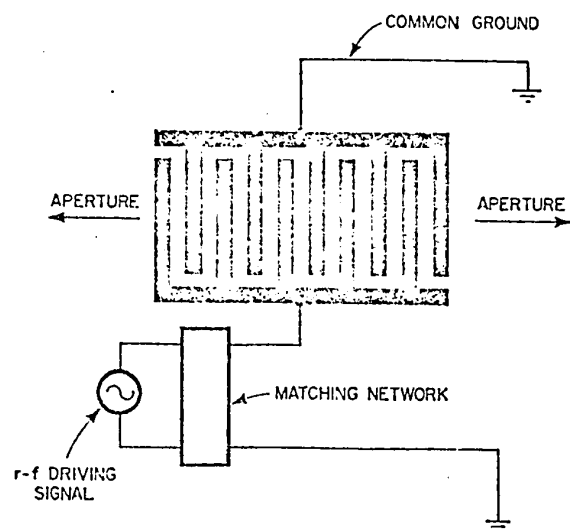 COMMON GROUND
APERTURE
APERTURE
MATCHING NETWORK
r-f DRIVING
SIGNAL